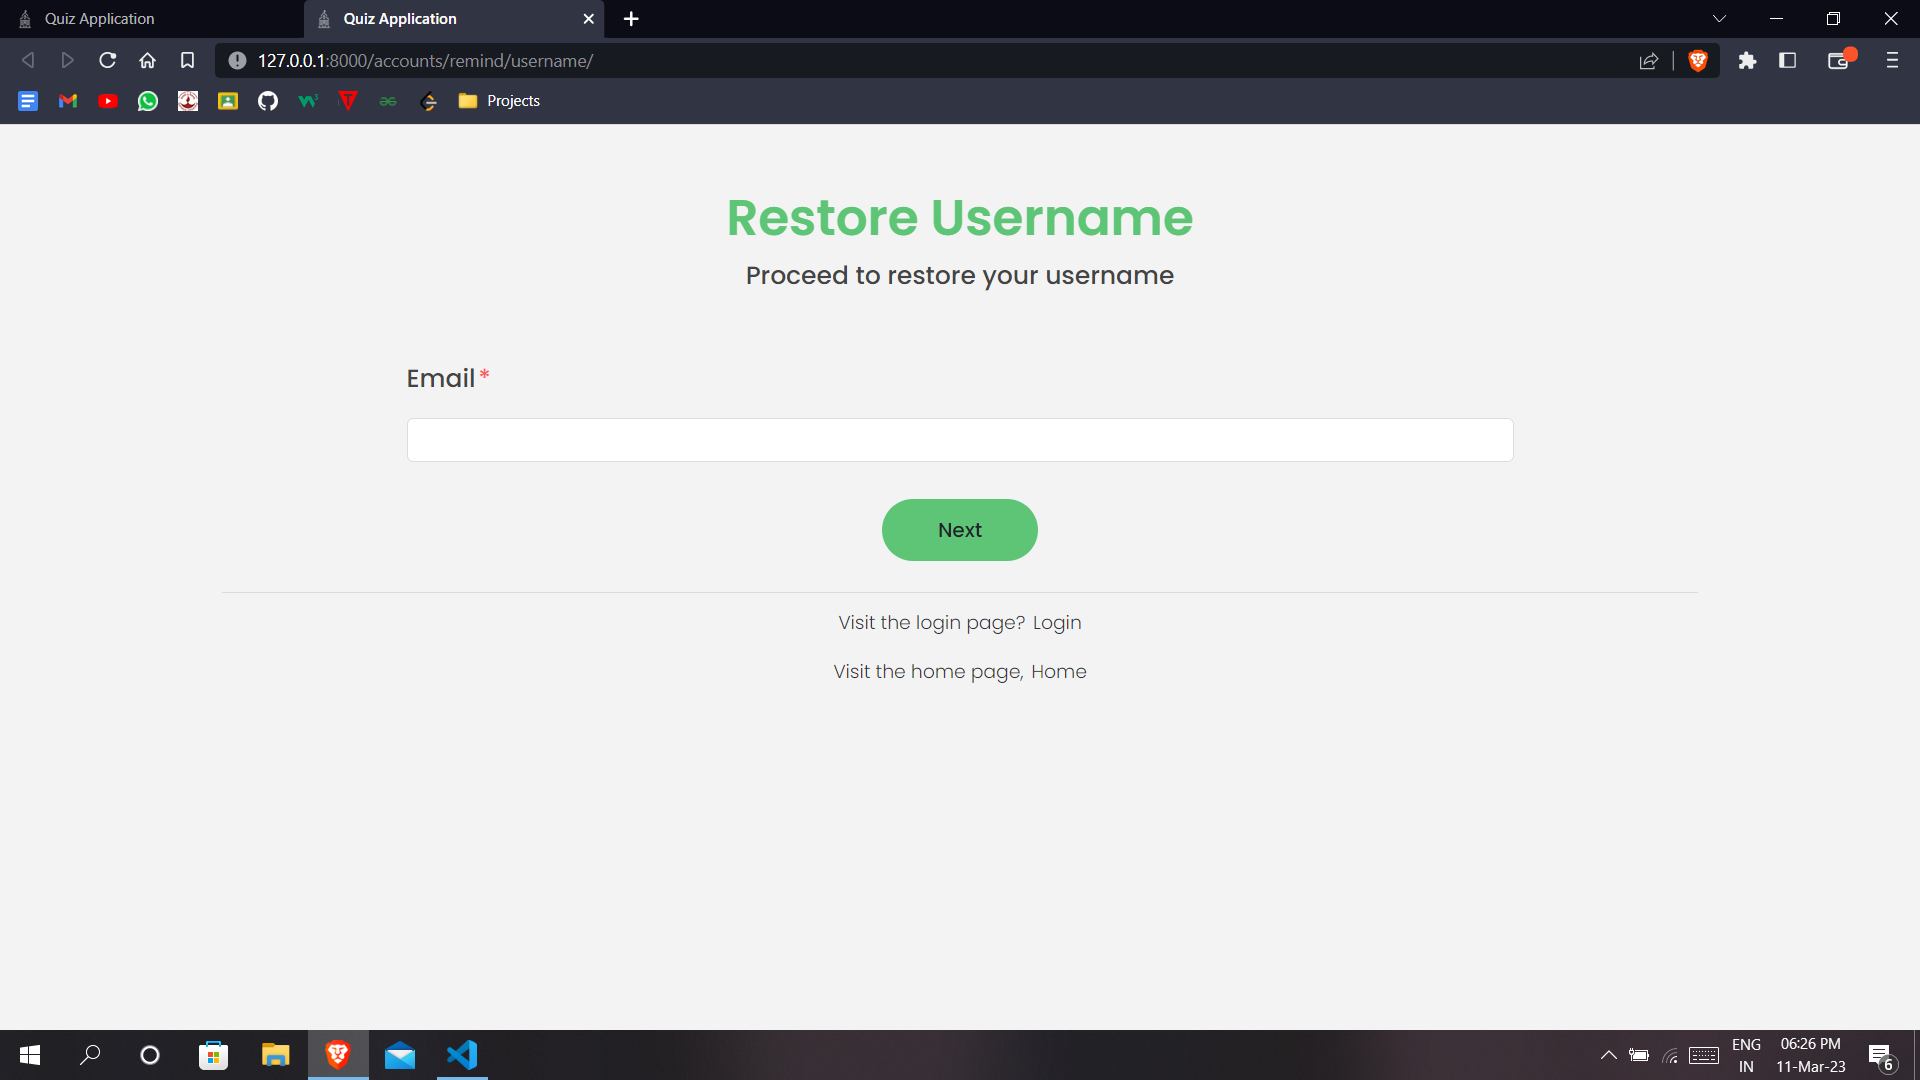 Quiz Application
Quiz Application
127.0.0.1:8000/accounts/remind/username/
Projects
Restore Username
Proceed to restore your username
Email*
Next
Visit the login page? Login
Visit the home page, Home
ENG
IN
06:26 PM
11-Mar-23
6